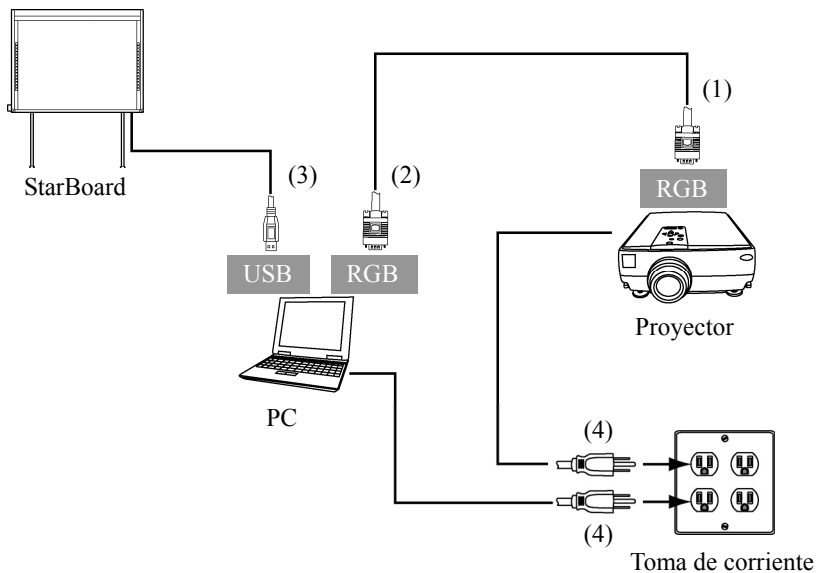 (1)
StarBoard
(3)
(2)
RGB
USB
RGB
Proyector
PC
(4)
(4)
Toma de corriente